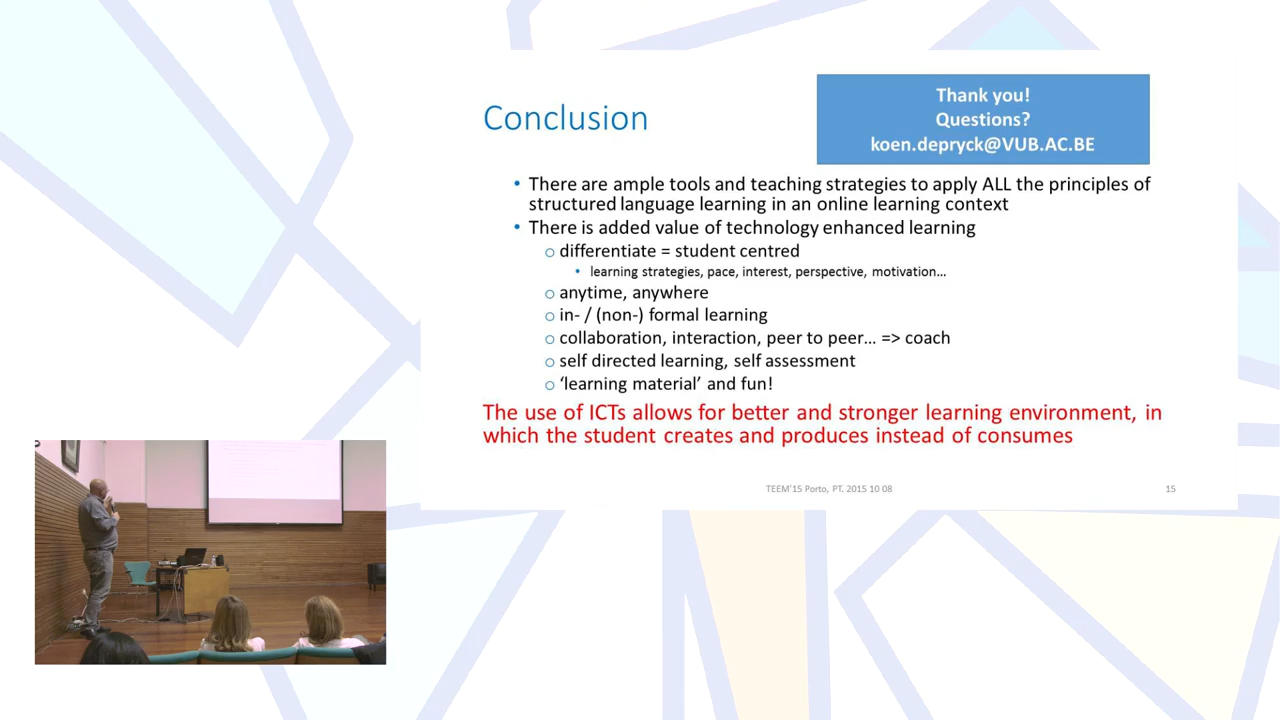 Conclusion
Thank you!
Questions?
koen.depryck@VUB.AC.BE
• There are ample tools and teaching strategies to apply ALL the principles of
structured language learning in an online learning context
• There is added value of technology enhanced learning
o differentiate = student centred
• learning strategies, pace, interest, perspective, motivation…
o anytime, anywhere
o in- / (non-) formal learning
o collaboration, interaction, peer to peer… => coach
o self directed learning, self assessment
o ‘learning material’ and fun!
The use of ICTs allows for better and stronger learning environment, in
which the student creates and produces instead of consumes
TEEM'15 Porto, PT. 2015 10 08
15